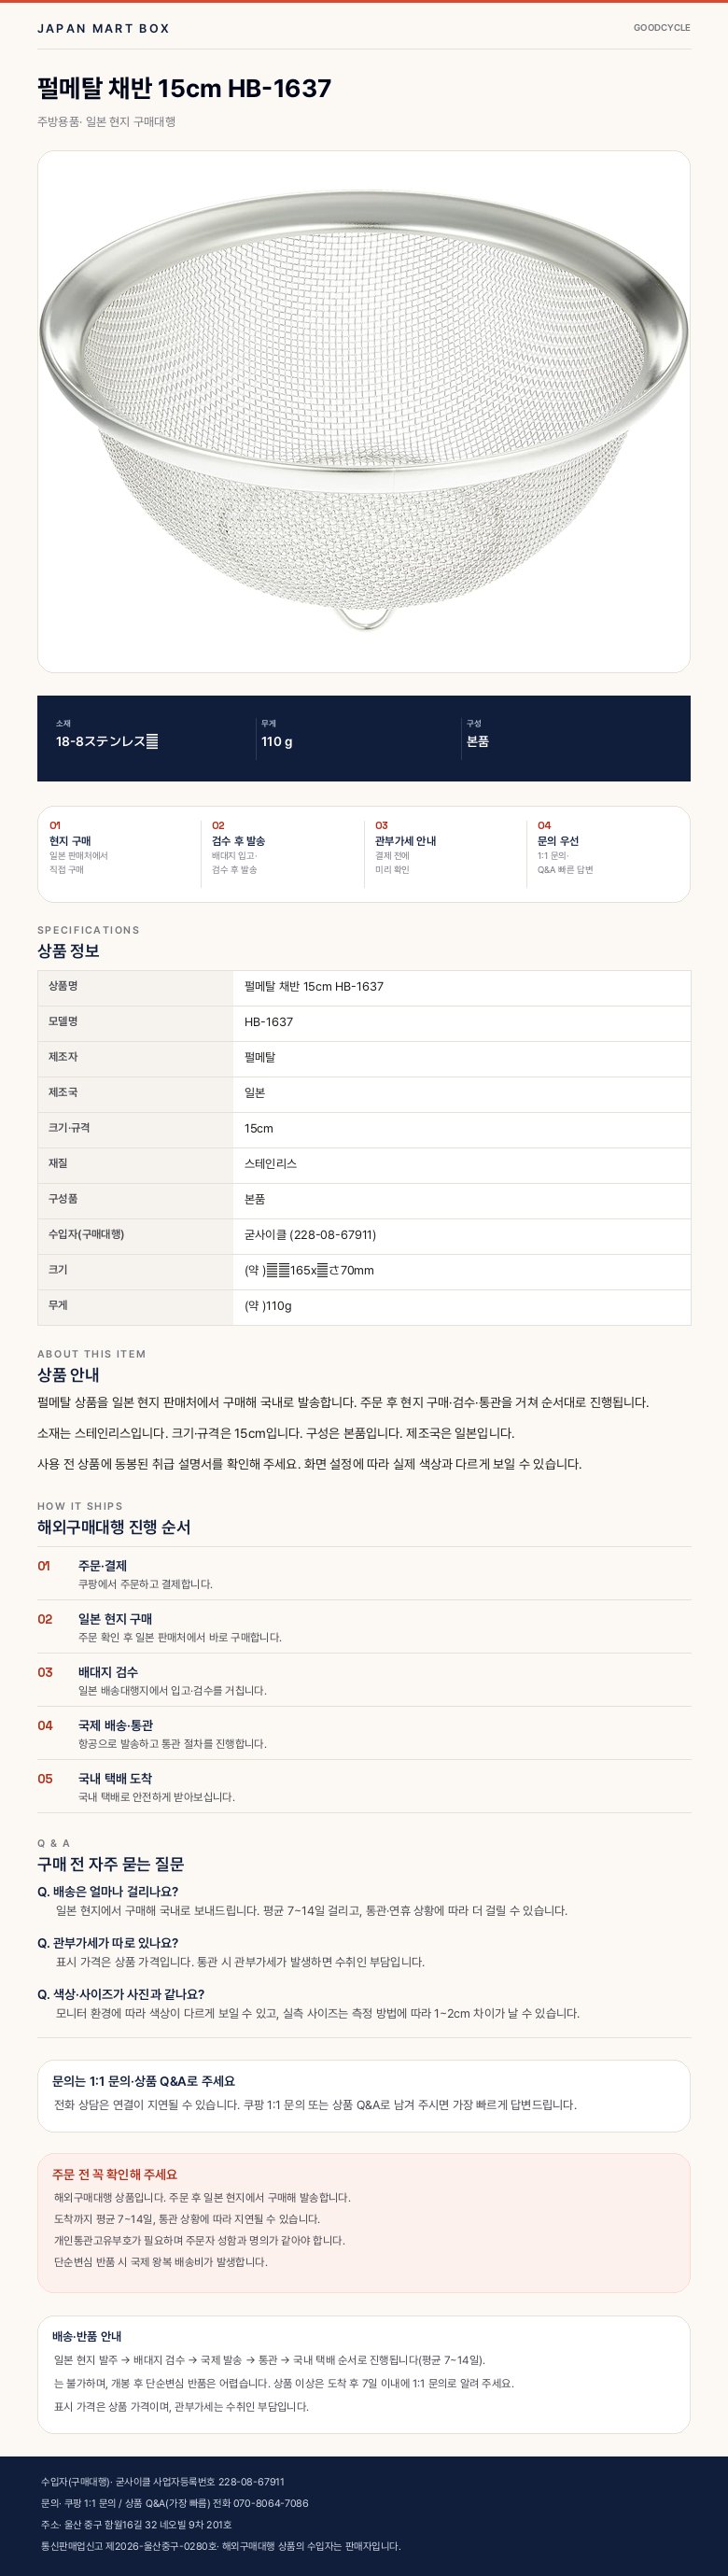 JAPAN MART BOX
GOODCYCLE
펄메탈 채반 15cm HB-1637
주방용품· 일본 현지 구매대행
소재
18-8ステンレス
무게
110 g
구성
본품
01
현지 구매
일본 판매처에서
직접 구매
02
검수 후 발송
배대지 입고·
검수 후 발송
03
관부가세 안내
결제 전에
미리 확인
04
문의 우선
1:1 문의·
Q&A 빠른 답변
SPECIFICATIONS
상품 정보
상품명 펄메탈 채반 15cm HB-1637
모델명 HB-1637
제조자 펄메탈
제조국 일본
크기·규격 15cm
재질 스테인리스
구성품 본품
수입자(구매대행) 굳사이클 (228-08-67911)
크기 (약 )165x さ70mm
무게 (약 )110g
ABOUT THIS ITEM
상품 안내
펄메탈 상품을 일본 현지 판매처에서 구매해 국내로 발송합니다. 주문 후 현지 구매·검수·통관을 거쳐 순서대로 진행됩니다.
소재는 스테인리스입니다. 크기·규격은 15cm입니다. 구성은 본품입니다. 제조국은 일본입니다.
사용 전 상품에 동봉된 취급 설명서를 확인해 주세요. 화면 설정에 따라 실제 색상과 다르게 보일 수 있습니다.
HOW IT SHIPS
해외구매대행 진행 순서
01 주문·결제
쿠팡에서 주문하고 결제합니다.
02 일본 현지 구매
주문 확인 후 일본 판매처에서 바로 구매합니다.
03 배대지 검수
일본 배송대행지에서 입고·검수를 거칩니다.
04 국제 배송·통관
항공으로 발송하고 통관 절차를 진행합니다.
05 국내 택배 도착
국내 택배로 안전하게 받아보십니다.
Q & A
구매 전 자주 묻는 질문
Q. 배송은 얼마나 걸리나요?
일본 현지에서 구매해 국내로 보내드립니다. 평균 7~14일 걸리고, 통관·연휴 상황에 따라 더 걸릴 수 있습니다.
Q. 관부가세가 따로 있나요?
표시 가격은 상품 가격입니다. 통관 시 관부가세가 발생하면 수취인 부담입니다.
Q. 색상·사이즈가 사진과 같나요?
모니터 환경에 따라 색상이 다르게 보일 수 있고, 실측 사이즈는 측정 방법에 따라 1~2cm 차이가 날 수 있습니다.
문의는 1:1 문의·상품 Q&A로 주세요
전화 상담은 연결이 지연될 수 있습니다. 쿠팡 1:1 문의 또는 상품 Q&A로 남겨 주시면 가장 빠르게 답변드립니다.
주문 전 꼭 확인해 주세요
해외구매대행 상품입니다. 주문 후 일본 현지에서 구매해 발송합니다.
도착까지 평균 7~14일, 통관 상황에 따라 지연될 수 있습니다.
개인통관고유부호가 필요하며 주문자 성함과 명의가 같아야 합니다.
단순변심 반품 시 국제 왕복 배송비가 발생합니다.
배송·반품 안내
일본 현지 발주 → 배대지 검수 → 국제 발송 → 통관 → 국내 택배 순서로 진행됩니다(평균 7~14일).
는 불가하며, 개봉 후 단순변심 반품은 어렵습니다. 상품 이상은 도착 후 7일 이내에 1:1 문의로 알려 주세요.
표시 가격은 상품 가격이며, 관부가세는 수취인 부담입니다.
수입자(구매대행)· 굳사이클 사업자등록번호 228-08-67911
문의· 쿠팡 1:1 문의 / 상품 Q&A(가장 빠름) 전화 070-8064-7086
주소· 울산 중구 함월16길 32 네오빌 9차 201호
통신판매업신고 제2026-울산중구-0280호· 해외구매대행 상품의 수입자는 판매자입니다.